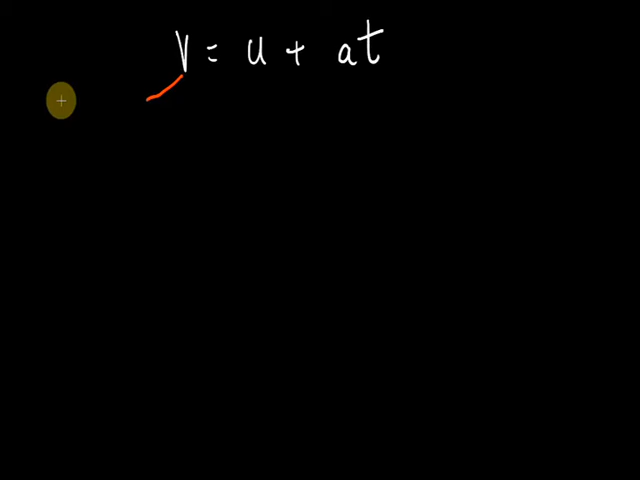 v = u + at